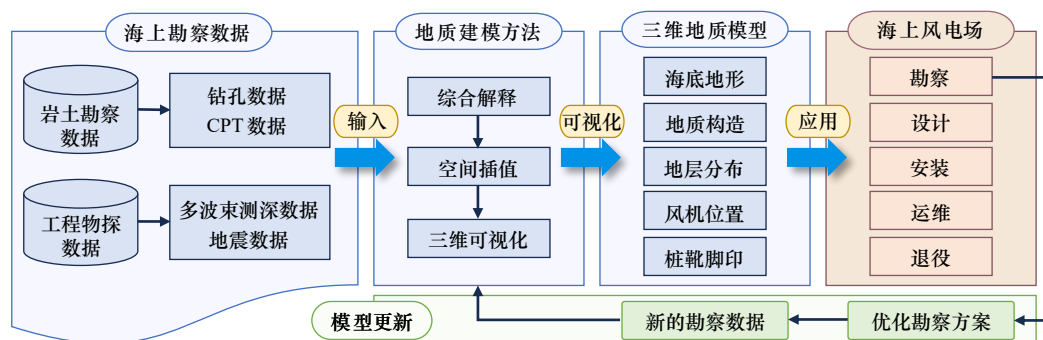 海上勘察数据
岩土勘察
数据
钻孔数据
CPT 数据
工程物探
数据
多波束测深数据
地震数据
输入
地质建模方法
综合解释
空间插值
三维可视化
可视化
三维地质模型
海底地形
地质构造
地层分布
风机位置
桩靴脚印
应用
海上风电场
勘察
设计
安装
运维
退役
模型更新
新的勘察数据
优化勘察方案